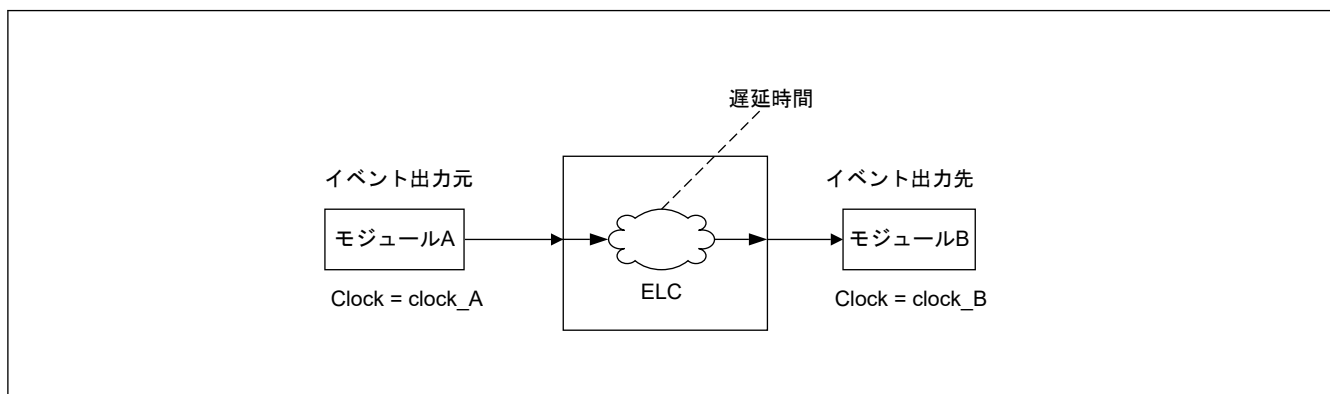 遅延時間
イベント出力元
イベント出力先
モジュールA
モジュールB
ELC
Clock = clock_A
Clock = clock_B